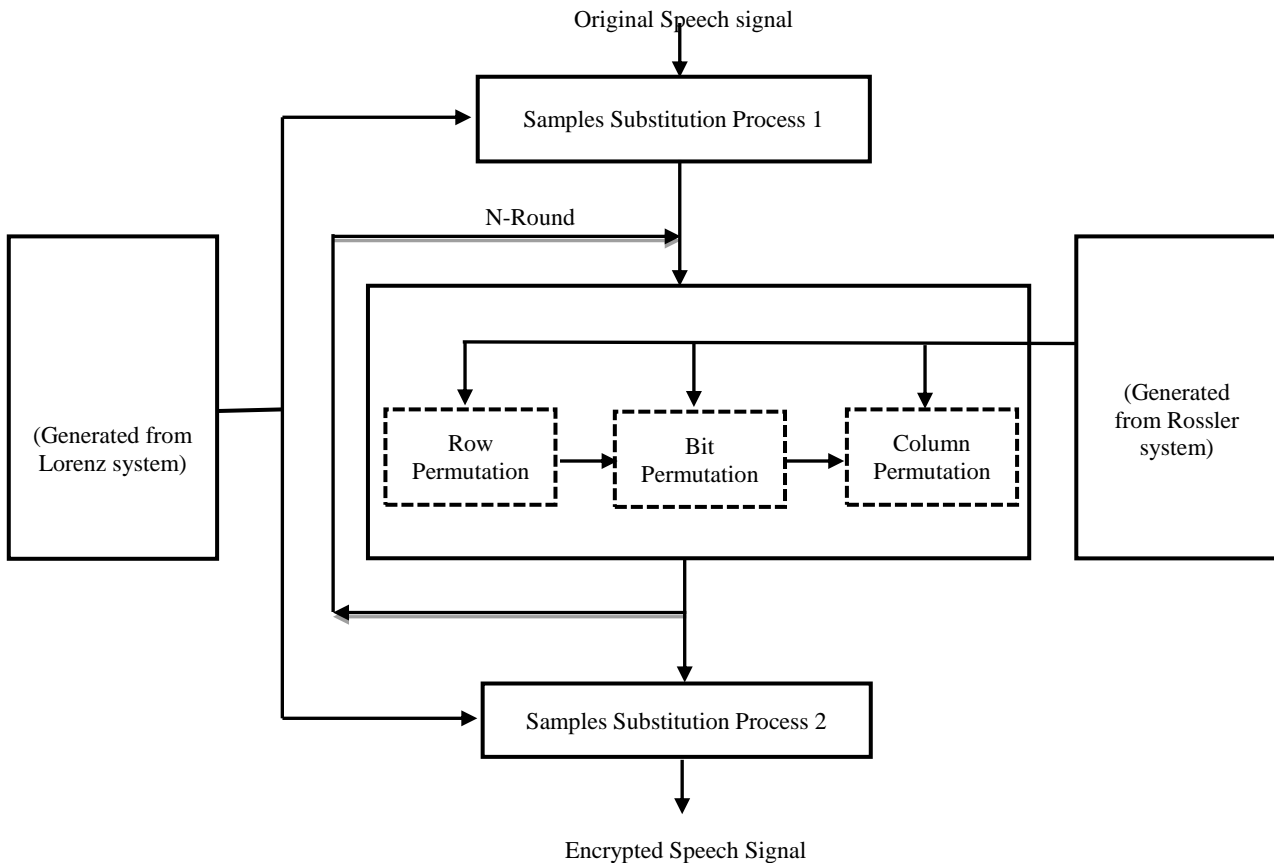 Original Speech signal
Samples Substitution Process 1
N-Round
(Generated from
Lorenz system)
(Generated
from Rossler
system)
Row
Permutation
Bit
Permutation
Column
Permutation
Samples Substitution Process 2
Encrypted Speech Signal